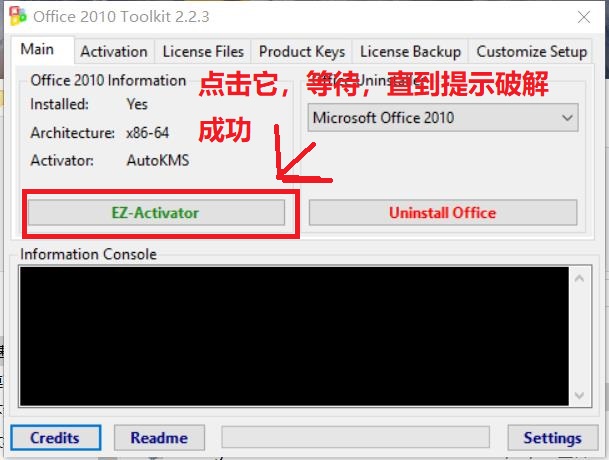 Office 2010 Toolkit 2.2.3
Main Activation License Files Product Keys License Backup Customize Setup
Office 2010 Information
Installed: Yes
Architecture: x86-64
Activator: AutoKMS
点击它，等待，直到提示破解
成功
Microsoft Office 2010
EZ-Activator
Uninstall Office
Information Console
Credits Readme Settings